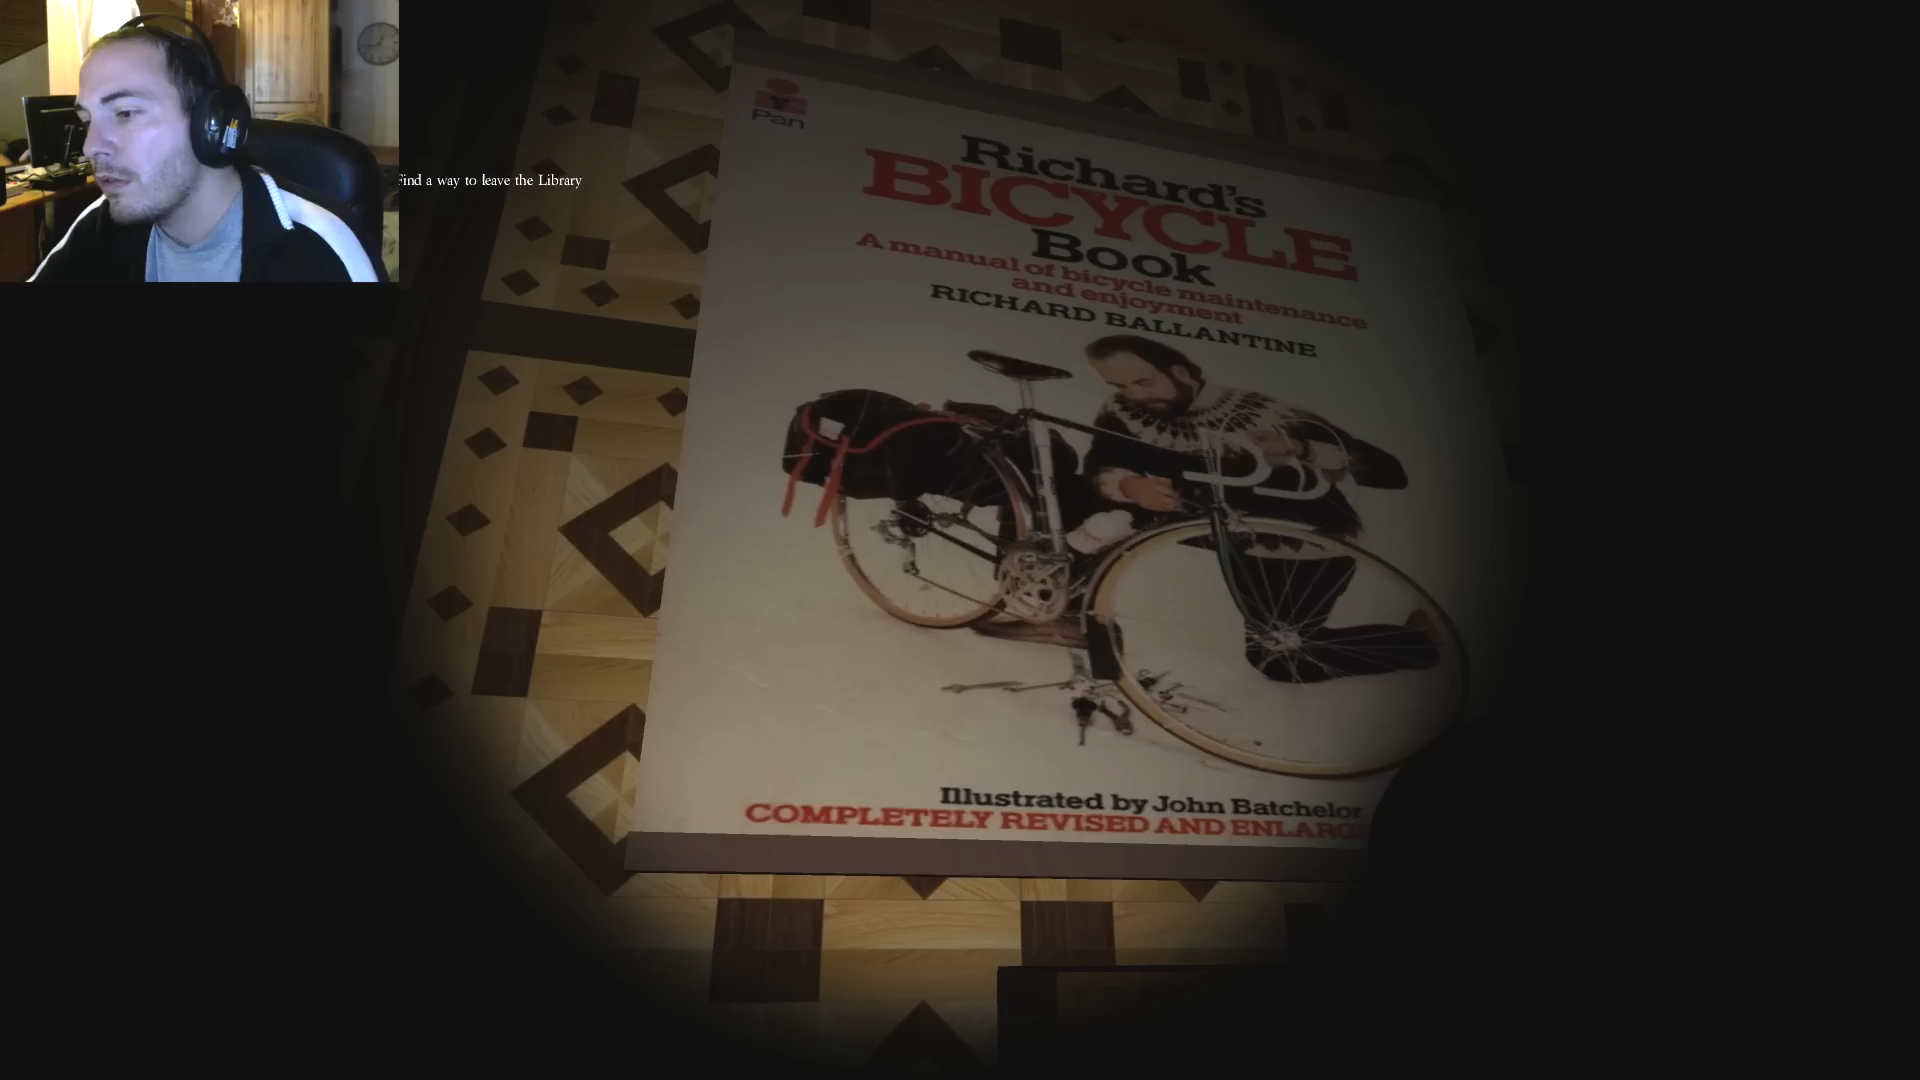 Find a way to leave the Library
Pan
Richard's
BICYCLE
Book
A manual of bicycle maintenance
and enjoyment
RICHARD BALLANTINE
Illustrated by John Batchelor
COMPLETELY REVISED AND ENLARG